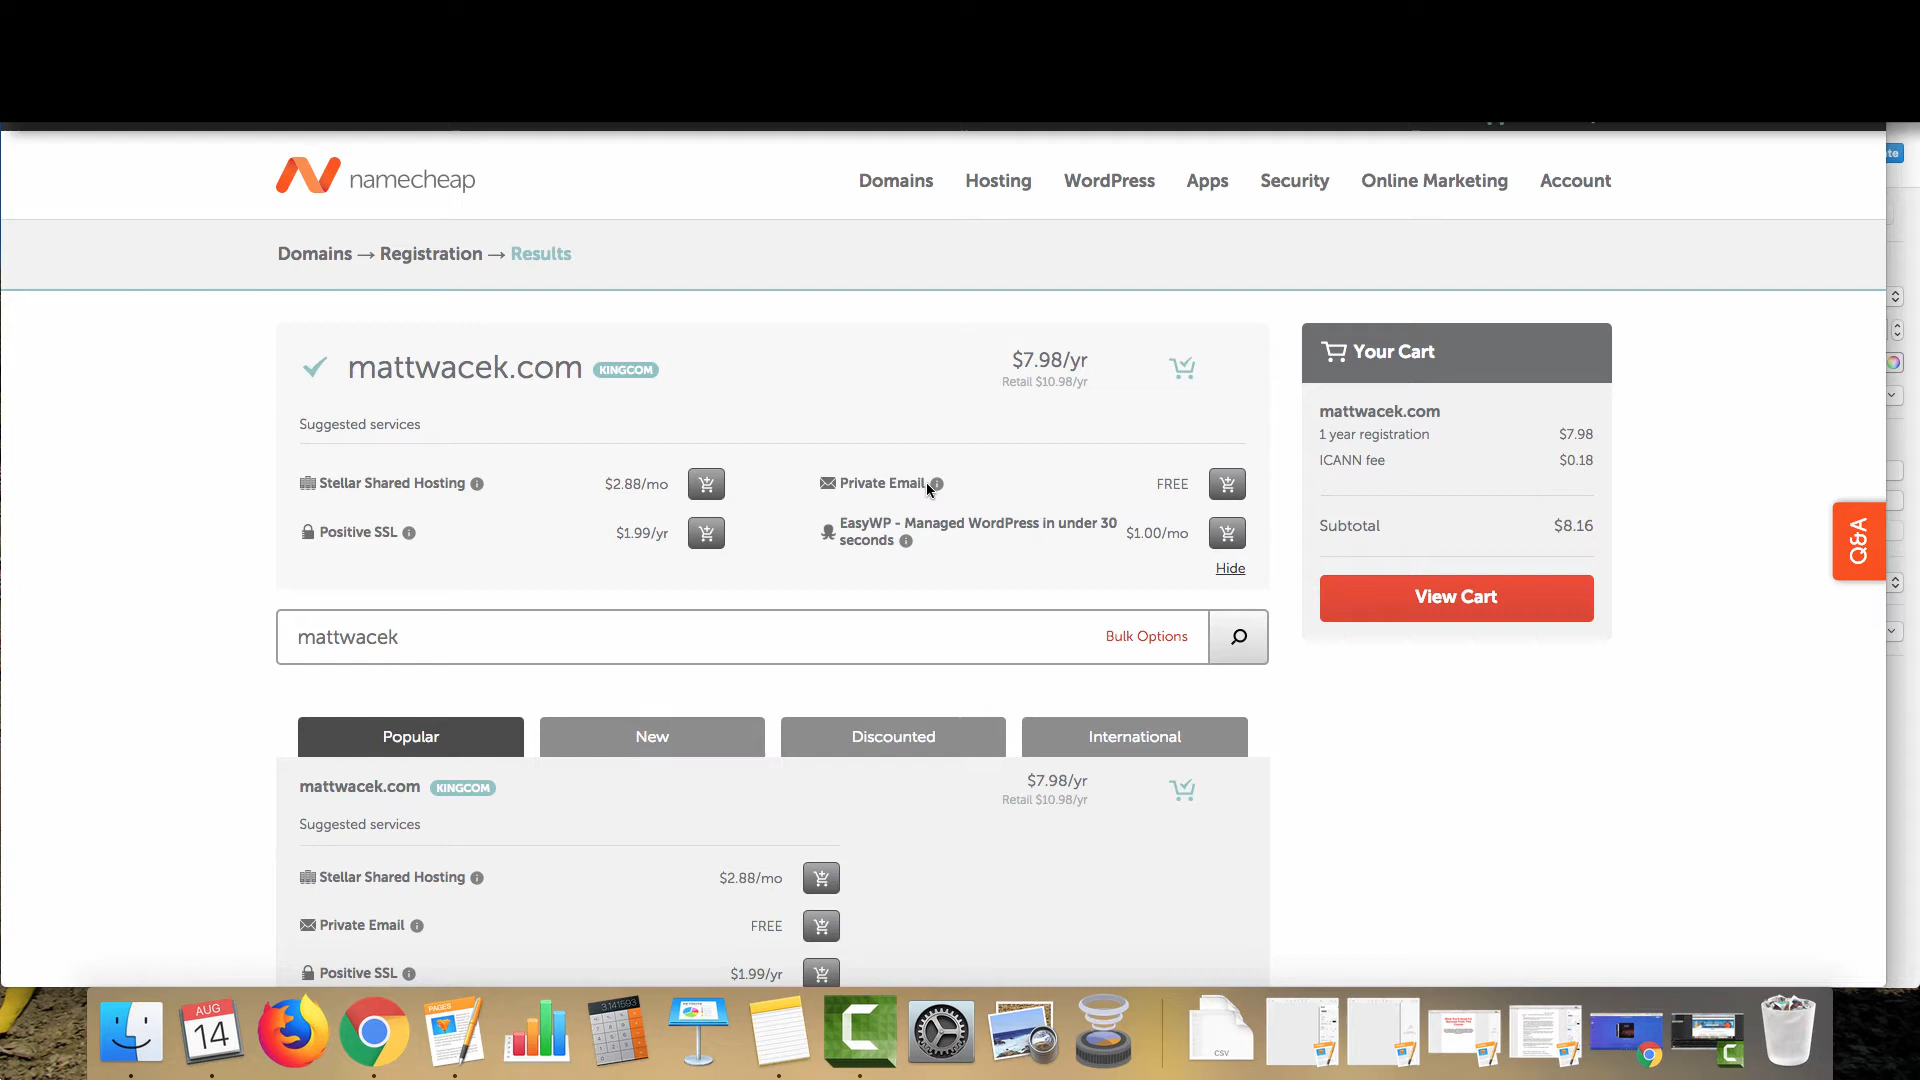 te
namecheap
Domains Hosting WordPress Apps Security Online Marketing Account
Domains → Registration → Results
mattwacek.com KINGCOM $7.98/yr
Retail $10.98/yr
Suggested services
Stellar Shared Hosting $2.88/mo
Private Email FREE
Positive SSL $1.99/yr
EasyWP - Managed WordPress in under 30
seconds $1.00/mo
Hide
Your Cart
mattwacek.com
1 year registration $7.98
ICANN fee $0.18
Subtotal $8.16
View Cart
Q&A
mattwacek Bulk Options
Popular New Discounted International
mattwacek.com KINGCOM $7.98/yr
Retail $10.98/yr
Suggested services
Stellar Shared Hosting $2.88/mo
Private Email FREE
Positive SSL $1.99/yr
AUG
14
PAGES
3.141593
CSV